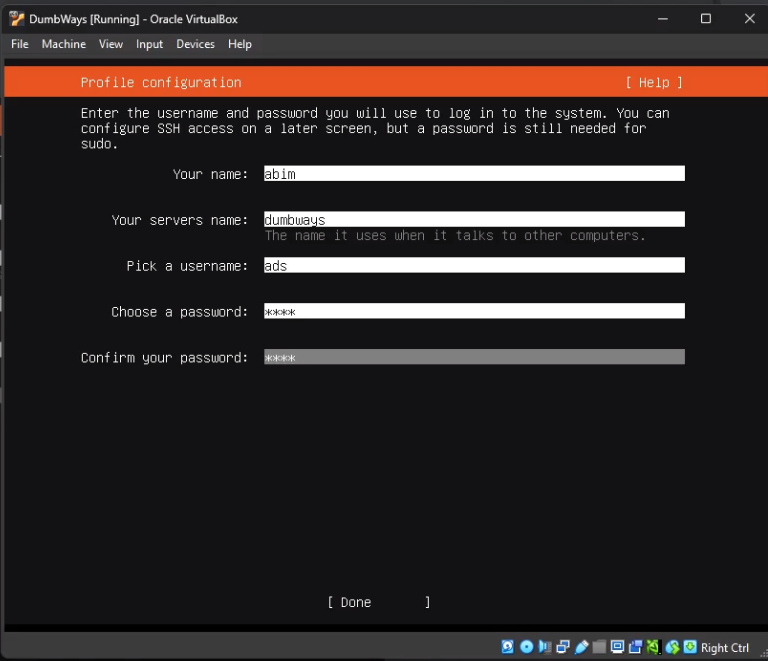 DumbWays [Running] - Oracle VirtualBox
File Machine View Input Devices Help
Profile configuration [ Help ]
Enter the username and password you will use to log in to the system. You can
configure SSH access on a later screen, but a password is still needed for
sudo.
Your name: abim
Your servers name: dumbways
The name it uses when it talks to other computers.
Pick a username: ads
Choose a password: ****
Confirm your password: ****
[ Done ]
Right Ctrl